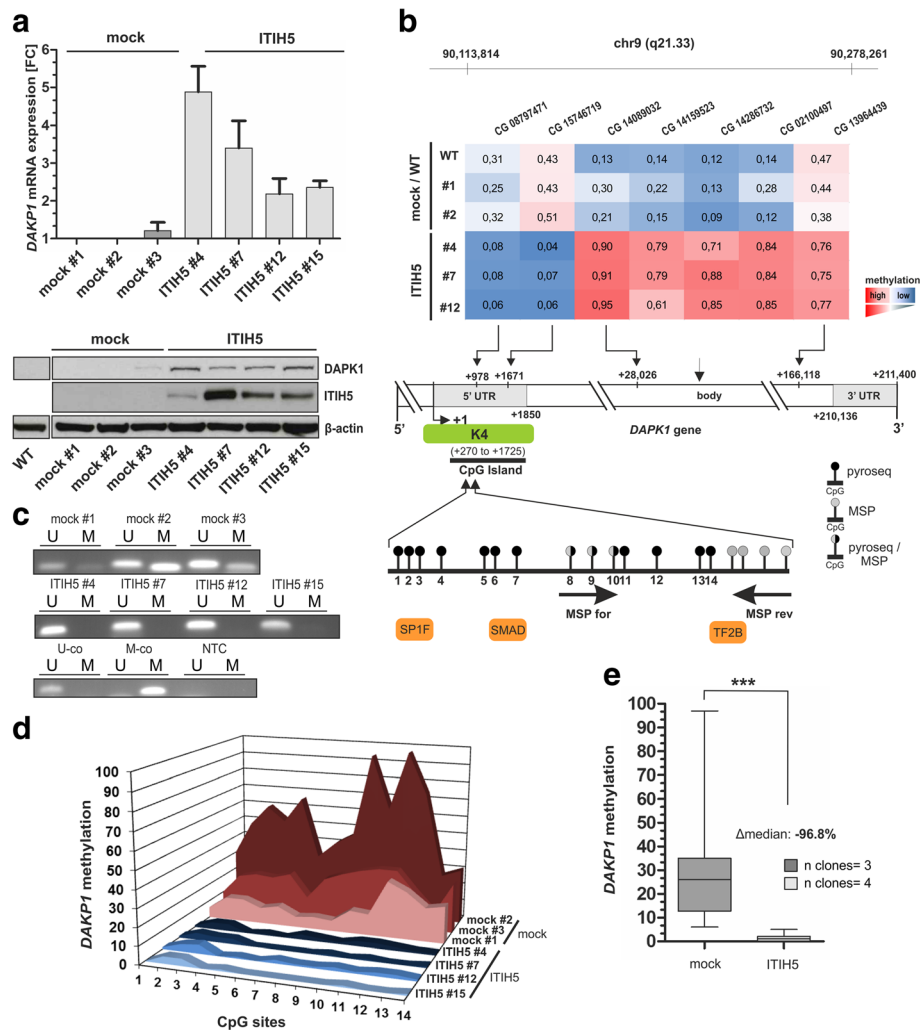 a
mock ITIH5
DAKP1 mRNA expression [FC]
6
5
4
3
2
1
mock #1 mock #2 mock #3 ITIH5 #4 ITIH5 #7 ITIH5 #12 ITIH5 #15
mock ITIH5
DAPK1
ITIH5
β-actin
WT mock #1 mock #2 mock #3 ITIH5 #4 ITIH5 #7 ITIH5 #12 ITIH5 #15
b
chr9 (q21.33)
90,113,814 90,278,261
CG 08797471 CG 15746719 CG 14089032 CG 14159523 CG 14286732 CG 02100497 CG 13964439
mock / WT
WT 0,31 0,43 0,13 0,14 0,12 0,14 0,47
#1 0,25 0,43 0,30 0,22 0,13 0,28 0,44
#2 0,32 0,51 0,21 0,15 0,09 0,12 0,38
ITIH5
#4 0,08 0,04 0,90 0,79 0,71 0,84 0,76
#7 0,08 0,07 0,91 0,79 0,88 0,84 0,75
#12 0,06 0,06 0,95 0,61 0,85 0,85 0,77
methylation
high low
+978 +1671 +28,026 +166,118 +211,400
5' UTR body 3' UTR
+1 +1850 +210,136
5' DAPK1 gene 3'
K4
(+270 to +1725)
CpG Island
pyroseq
CpG
MSP
CpG
pyroseq / MSP
CpG
1 2 3 4 5 6 7 8 9 10 11 12 13 14
MSP for MSP rev
SP1F SMAD TF2B
c
mock #1 mock #2 mock #3
U M U M U M
ITIH5 #4 ITIH5 #7 ITIH5 #12 ITIH5 #15
U M U M U M U M
U-co M-co NTC
U M U M U M
d
DAKP1 methylation
100
90
80
70
60
50
40
30
20
10
0
1 2 3 4 5 6 7 8 9 10 11 12 13 14
CpG sites
mock #2
mock #3
mock #1
mock
ITIH5 #4
ITIH5 #7
ITIH5 #12
ITIH5 #15
ITIH5
e
DAKP1 methylation
100
90
80
70
60
50
40
30
20
10
0
***
Δmedian: -96.8%
n clones= 3
n clones= 4
mock ITIH5